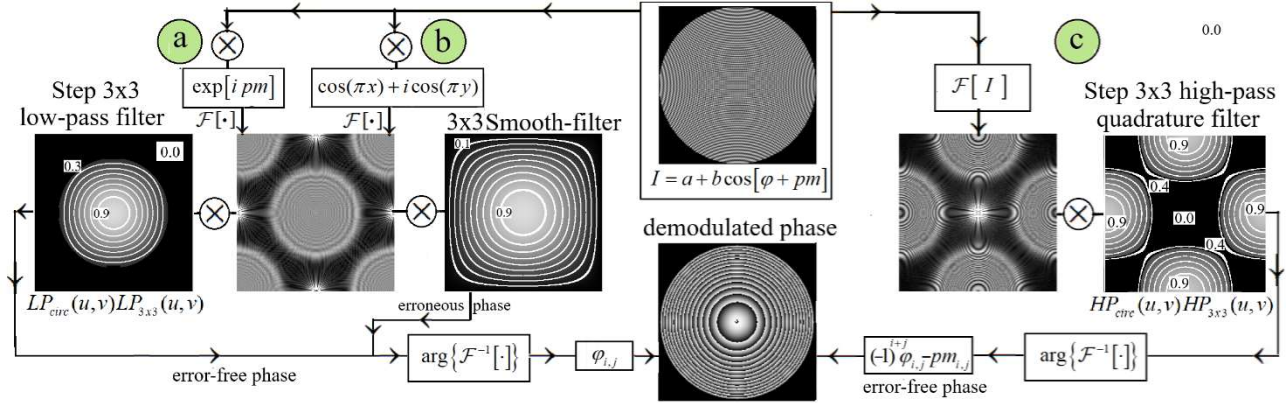 a
b
c
0.0
exp[i pm]
cos(πx) + i cos(πy)
F[ I ]
Step 3x3
low-pass filter
F[•]
F[•]
3x3Smooth-filter
Step 3x3 high-pass
quadrature filter
I = a + b cos[φ + pm]
0.3
0.0
0.9
0.1
0.9
0.9
0.4
0.9
0.0
0.9
0.4
0.9
demodulated phase
LP_circ(u,v)LP_3x3(u,v)
erroneous phase
HP_circ(u,v)HP_3x3(u,v)
arg{F⁻¹[·]}
φ_i,j
(-1)^i+j φ_i,j - pm_i,j
arg{F⁻¹[·]}
error-free phase
error-free phase